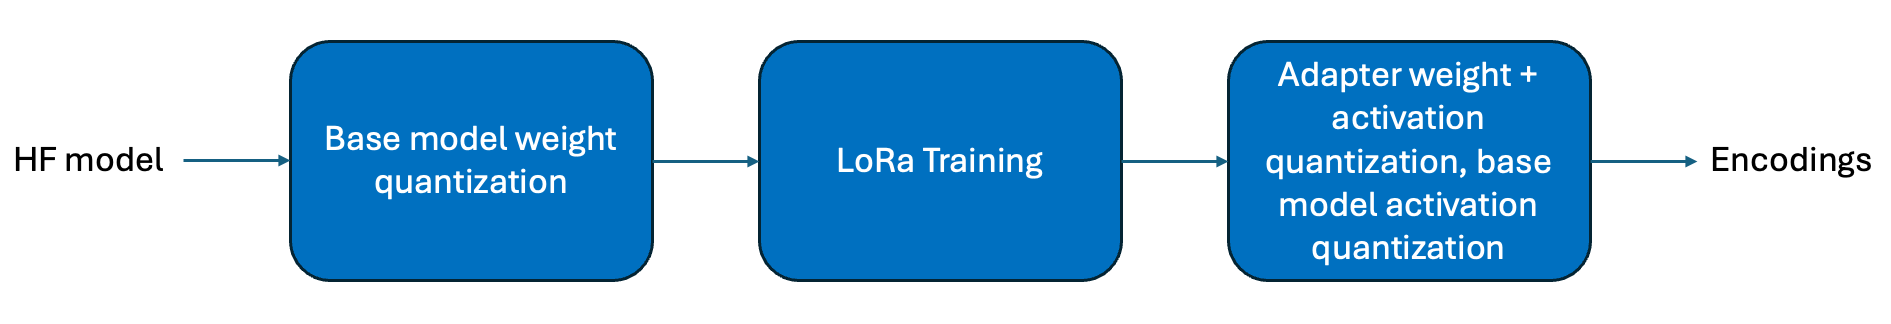 HF model
Base model weight
quantization
LoRa Training
Adapter weight +
activation
quantization, base
model activation
quantization
Encodings